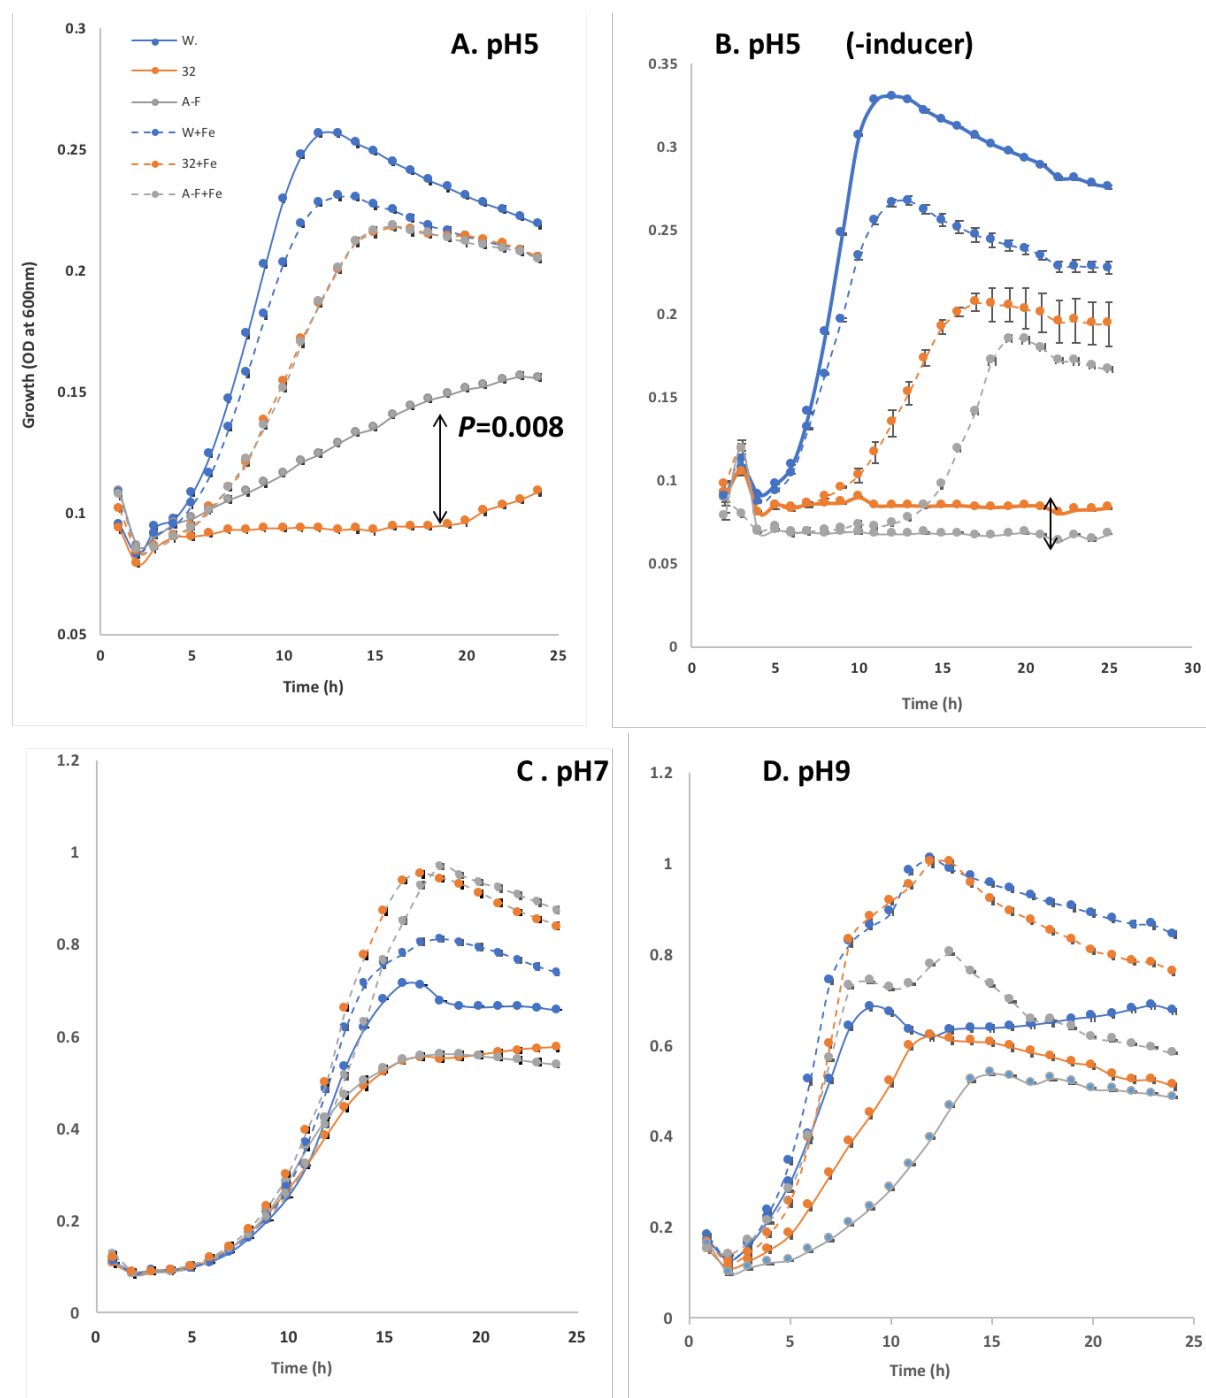 A. pH5
0.3
0.25
0.2
0.15
0.1
0.05
W.
32
A-F
W+Fe
32+Fe
A-F+Fe
P=0.008
Growth (OD at 600nm)
0 5 10 15 20 25
Time (h)
B. pH5 (-inducer)
0.35
0.3
0.25
0.2
0.15
0.1
0.05
0
0 5 10 15 20 25 30
Time (h)
C . pH7
1.2
1
0.8
0.6
0.4
0.2
0
0 5 10 15 20 25
Time (h)
D. pH9
1.2
1
0.8
0.6
0.4
0.2
0
0 5 10 15 20 25
Time (h)